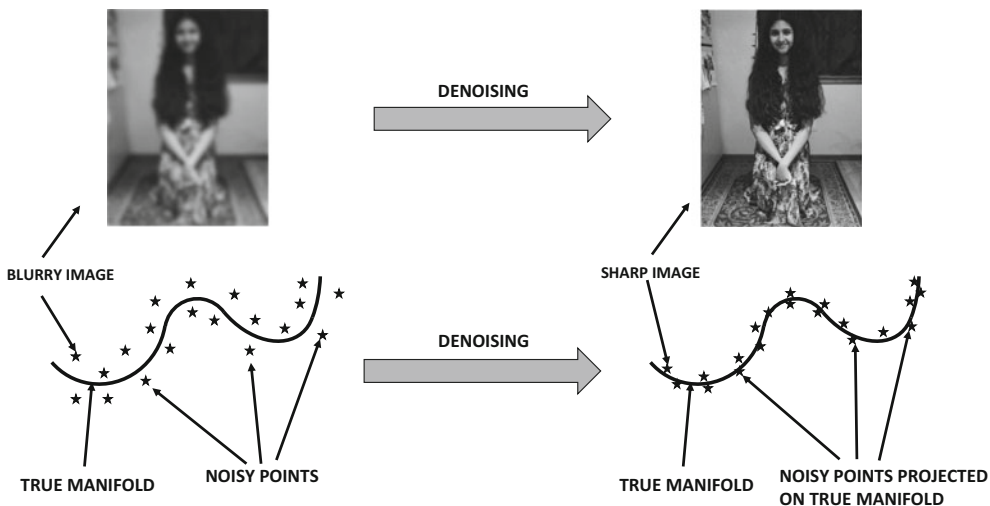 DENOISING
BLURRY IMAGE
SHARP IMAGE
DENOISING
TRUE MANIFOLD
NOISY POINTS
TRUE MANIFOLD
NOISY POINTS PROJECTED
ON TRUE MANIFOLD